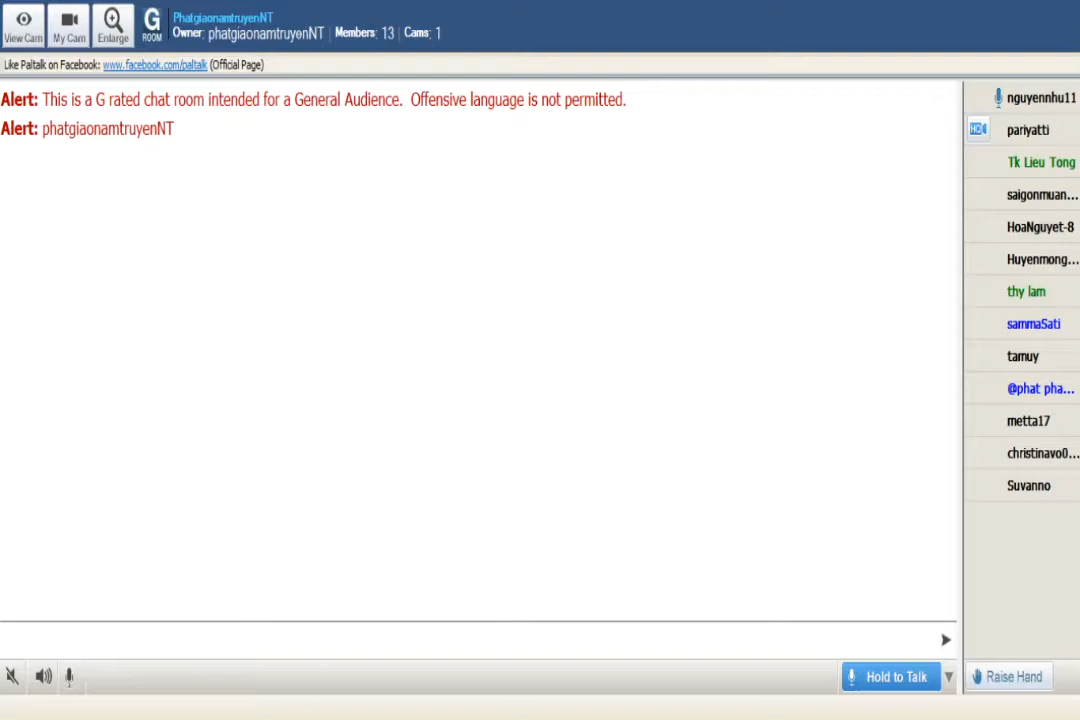 View Cam
My Cam
Enlarge
G
ROOM
PhatgiaonamtruyenNT
Owner: phatgiaonamtruyenNT | Members: 13 | Cams: 1
Like Paltalk on Facebook: www.facebook.com/paltalk (Official Page)
Alert: This is a G rated chat room intended for a General Audience. Offensive language is not permitted.
Alert: phatgiaonamtruyenNT
nguyennhu11
HD
pariyatti
Tk Lieu Tong
saigonmuan...
HoaNguyet-8
Huyenmong...
thy lam
sammaSati
tamuy
@phat pha...
metta17
christinavo0...
Suvanno
Hold to Talk
Raise Hand